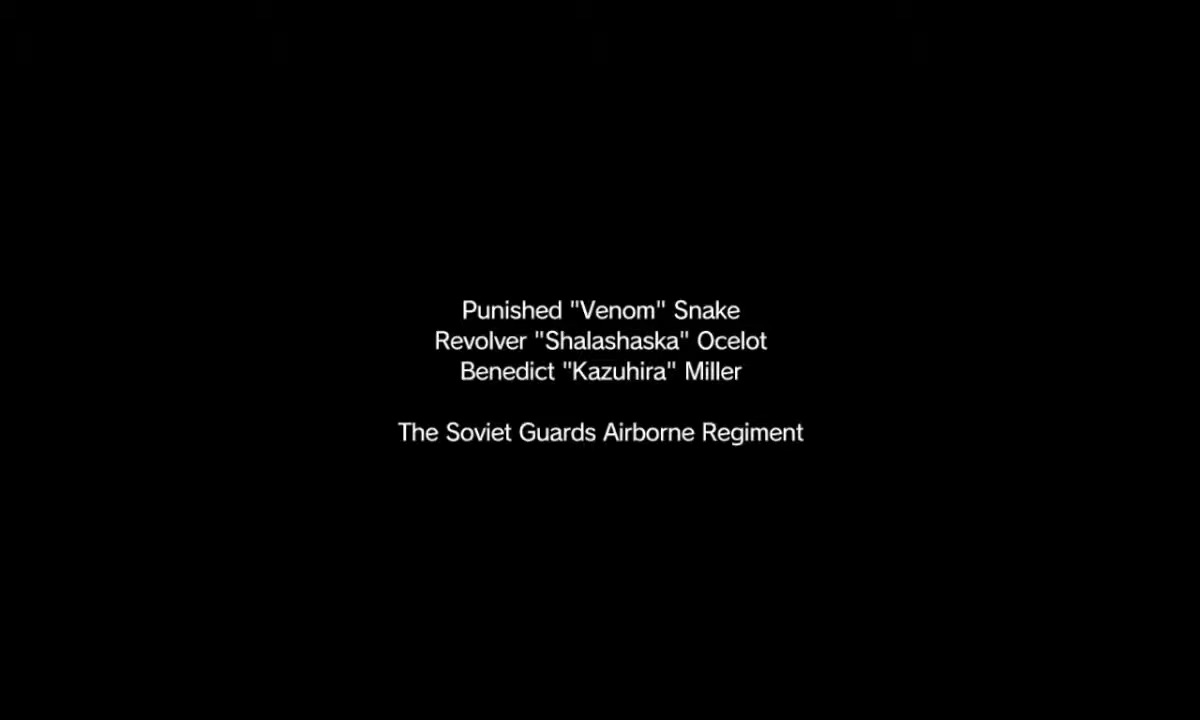 Punished "Venom" Snake
Revolver "Shalashaska" Ocelot
Benedict "Kazuhira" Miller
The Soviet Guards Airborne Regiment